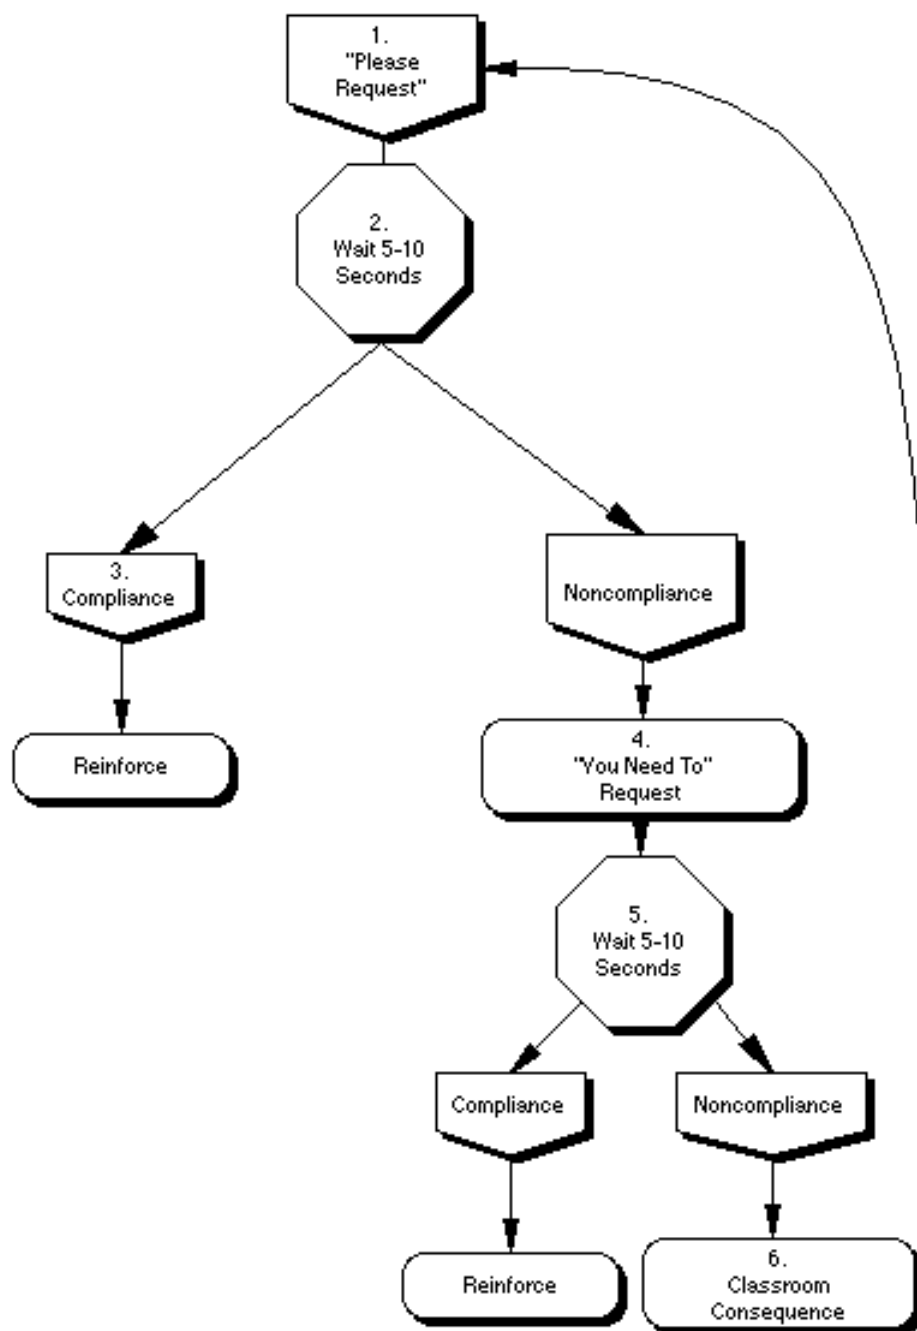 1.
"Please
Request"
2.
Wait 5-10
Seconds
3.
Compliance
Noncompliance
Reinforce
4.
"You Need To"
Request
5.
Wait 5-10
Seconds
Compliance
Noncompliance
Reinforce
6.
Classroom
Consequence